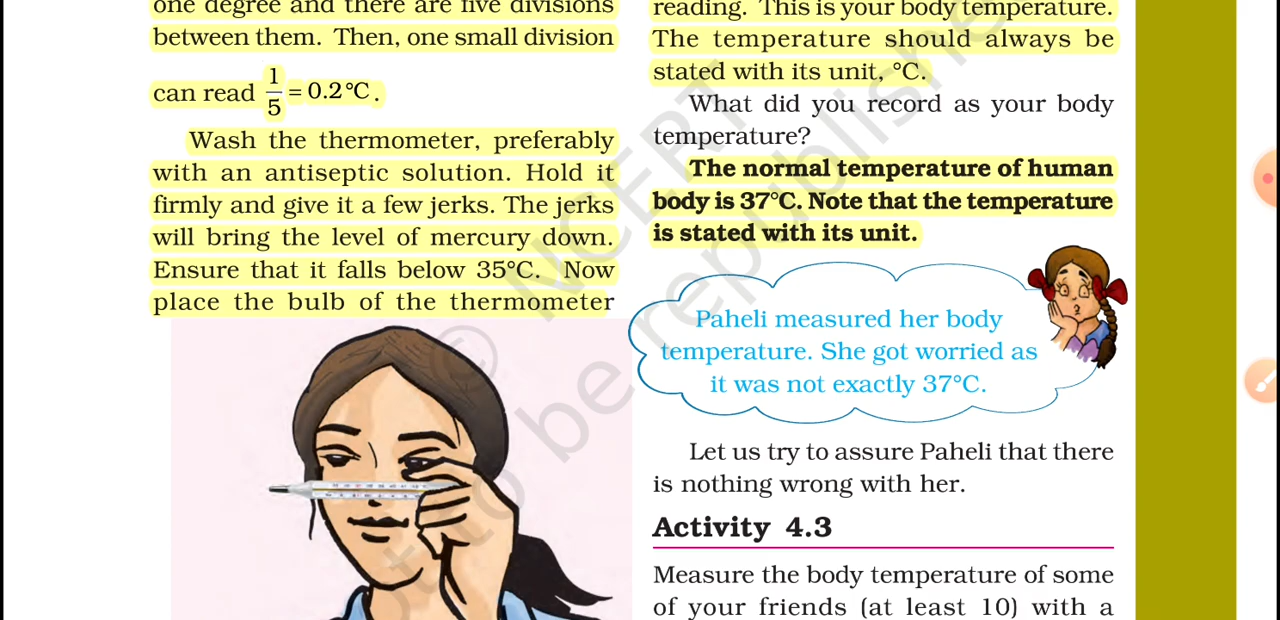 one degree and there are five divisions
between them. Then, one small division
can read 1/5 = 0.2°C.
Wash the thermometer, preferably
with an antiseptic solution. Hold it
firmly and give it a few jerks. The jerks
will bring the level of mercury down.
Ensure that it falls below 35°C. Now
place the bulb of the thermometer
reading. This is your body temperature.
The temperature should always be
stated with its unit, °C.
What did you record as your body
temperature?
The normal temperature of human
body is 37°C. Note that the temperature
is stated with its unit.
Paheli measured her body
temperature. She got worried as
it was not exactly 37°C.
Let us try to assure Paheli that there
is nothing wrong with her.
Activity 4.3
Measure the body temperature of some
of your friends (at least 10) with a
© NCERT
not to be republished